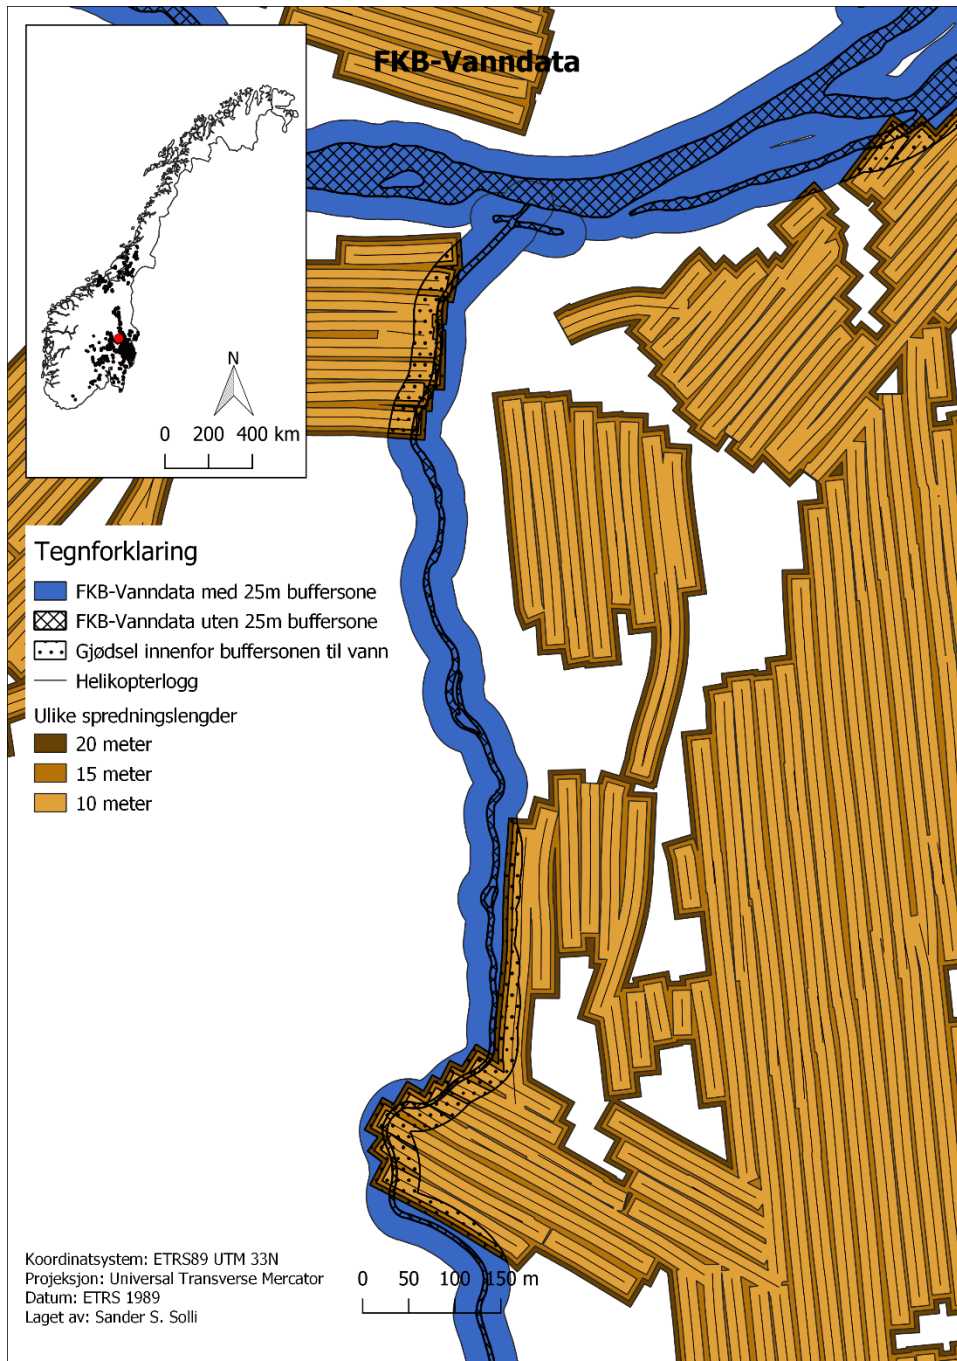 FKB-Vanndata
N
0 200 400 km
Tegnforklaring
FKB-Vanndata med 25m buffersone
FKB-Vanndata uten 25m buffersone
Gjødsel innenfor buffersonen til vann
Helikopterlogg
Ulike spredningslengder
20 meter
15 meter
10 meter
Koordinatsystem: ETRS89 UTM 33N
Projeksjon: Universal Transverse Mercator
Datum: ETRS 1989
Laget av: Sander S. Solli
0 50 100 150 m